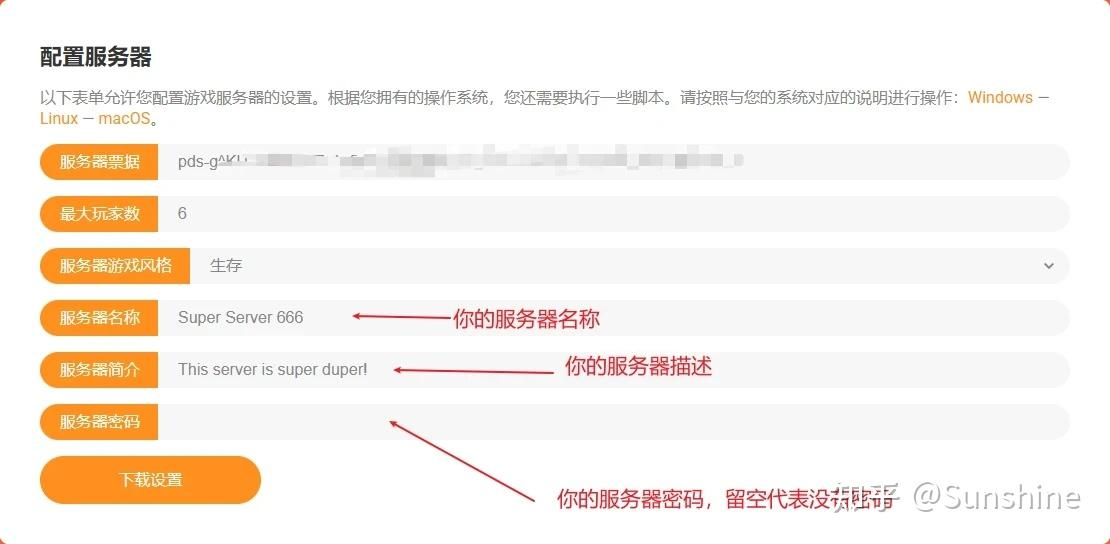 配置服务器
以下表单允许您配置游戏服务器的设置。根据您拥有的操作系统，您还需要执行一些脚本。请按照与您的系统对应的说明进行操作：Windows —
Linux — macOS。
服务器票据 pds-g^KU
最大玩家数 6
服务器游戏风格 生存
服务器名称 Super Server 666
你的服务器名称
服务器简介 This server is super duper!
你的服务器描述
服务器密码
下载设置
你的服务器密码，留空代表没有密码
知乎 @Sunshine